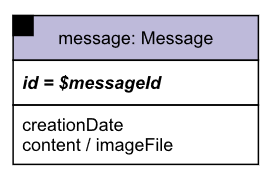 message: Message
id = $messageId
creationDate
content / imageFile